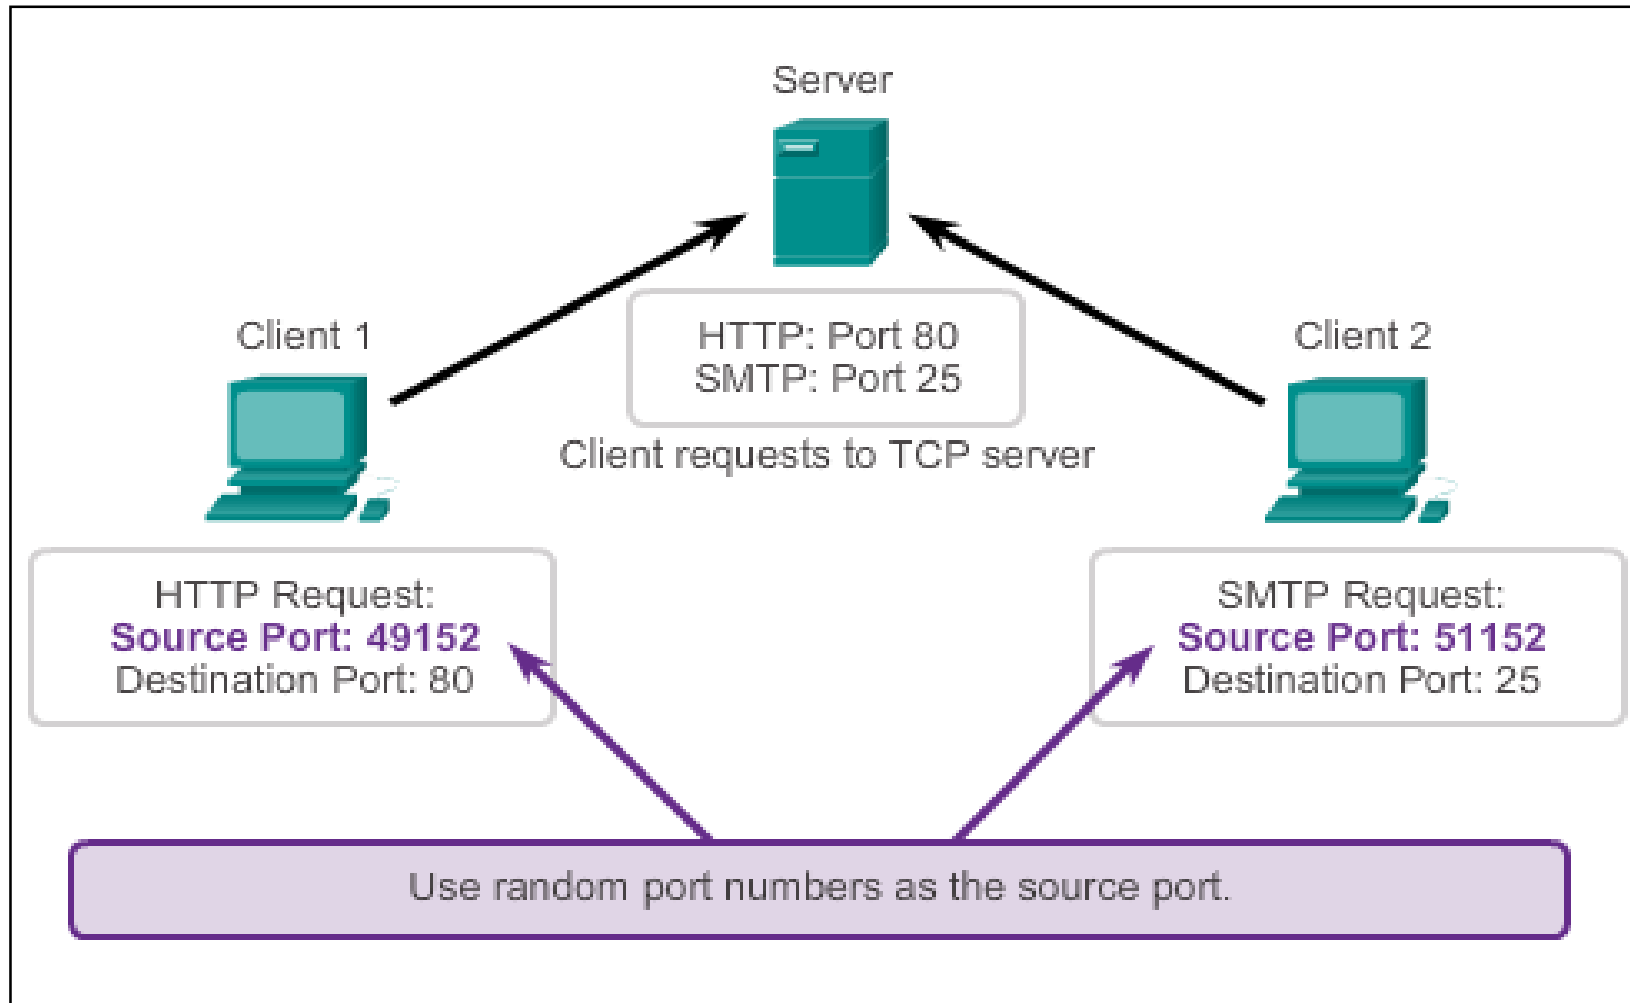 Server
HTTP: Port 80
SMTP: Port 25
Client requests to TCP server
Client 1
HTTP Request:
Source Port: 49152
Destination Port: 80
Client 2
SMTP Request:
Source Port: 51152
Destination Port: 25
Use random port numbers as the source port.